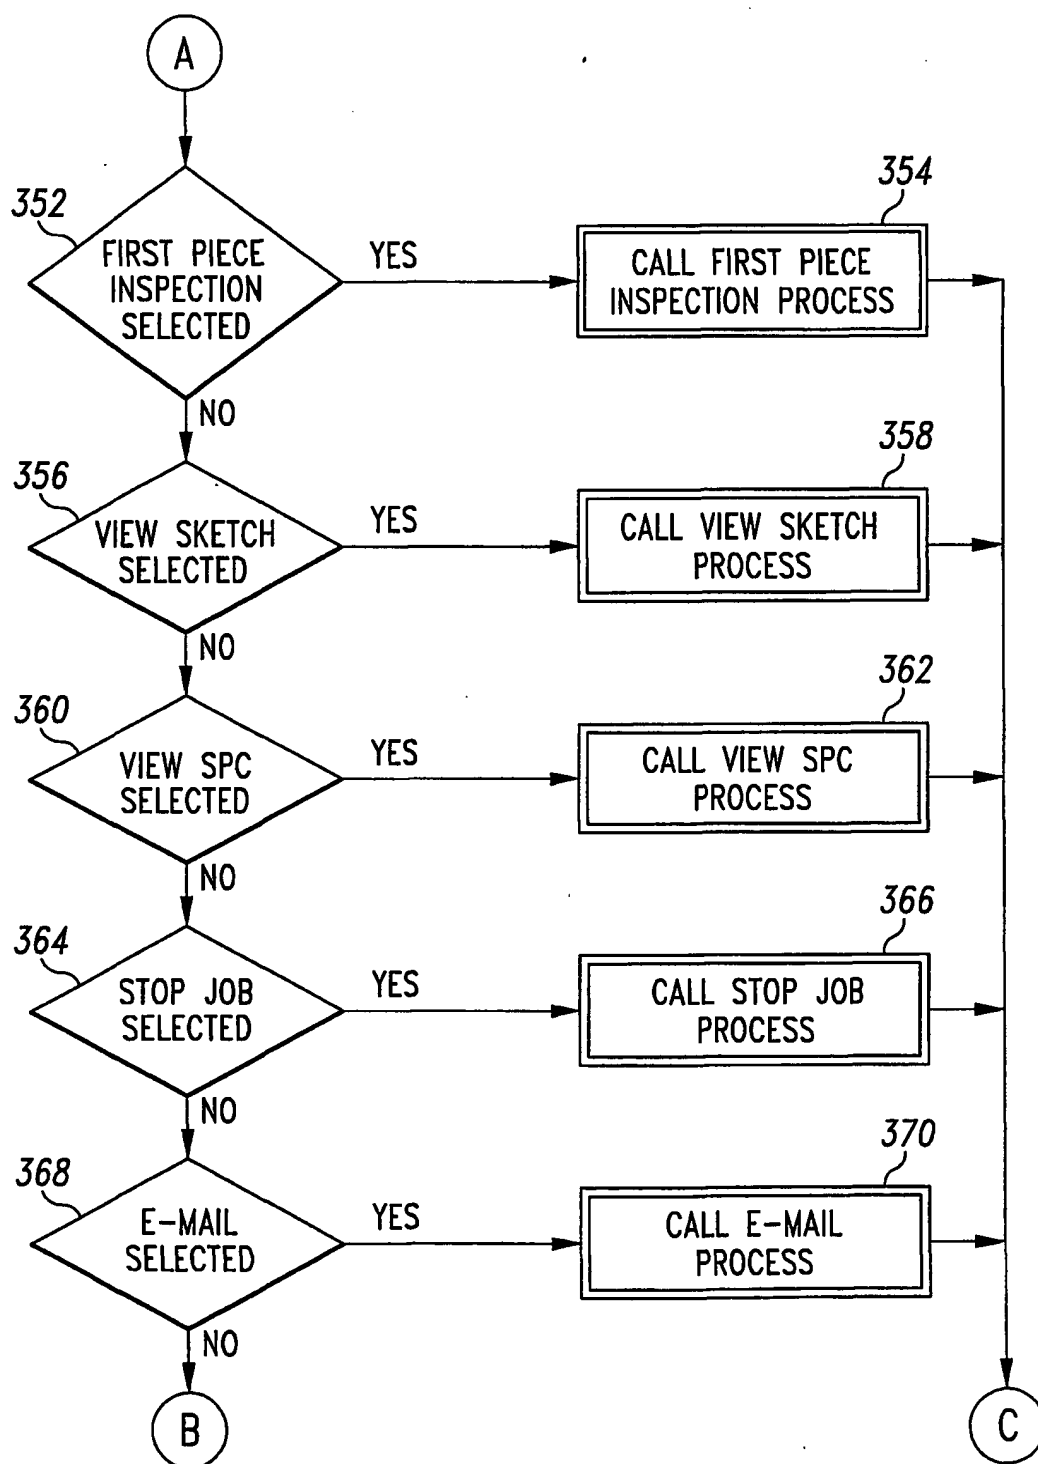 A
352
FIRST PIECE
INSPECTION
SELECTED
YES
354
CALL FIRST PIECE
INSPECTION PROCESS
NO
356
VIEW SKETCH
SELECTED
YES
358
CALL VIEW SKETCH
PROCESS
NO
360
VIEW SPC
SELECTED
YES
362
CALL VIEW SPC
PROCESS
NO
364
STOP JOB
SELECTED
YES
366
CALL STOP JOB
PROCESS
NO
368
E-MAIL
SELECTED
YES
370
CALL E-MAIL
PROCESS
NO
B
C